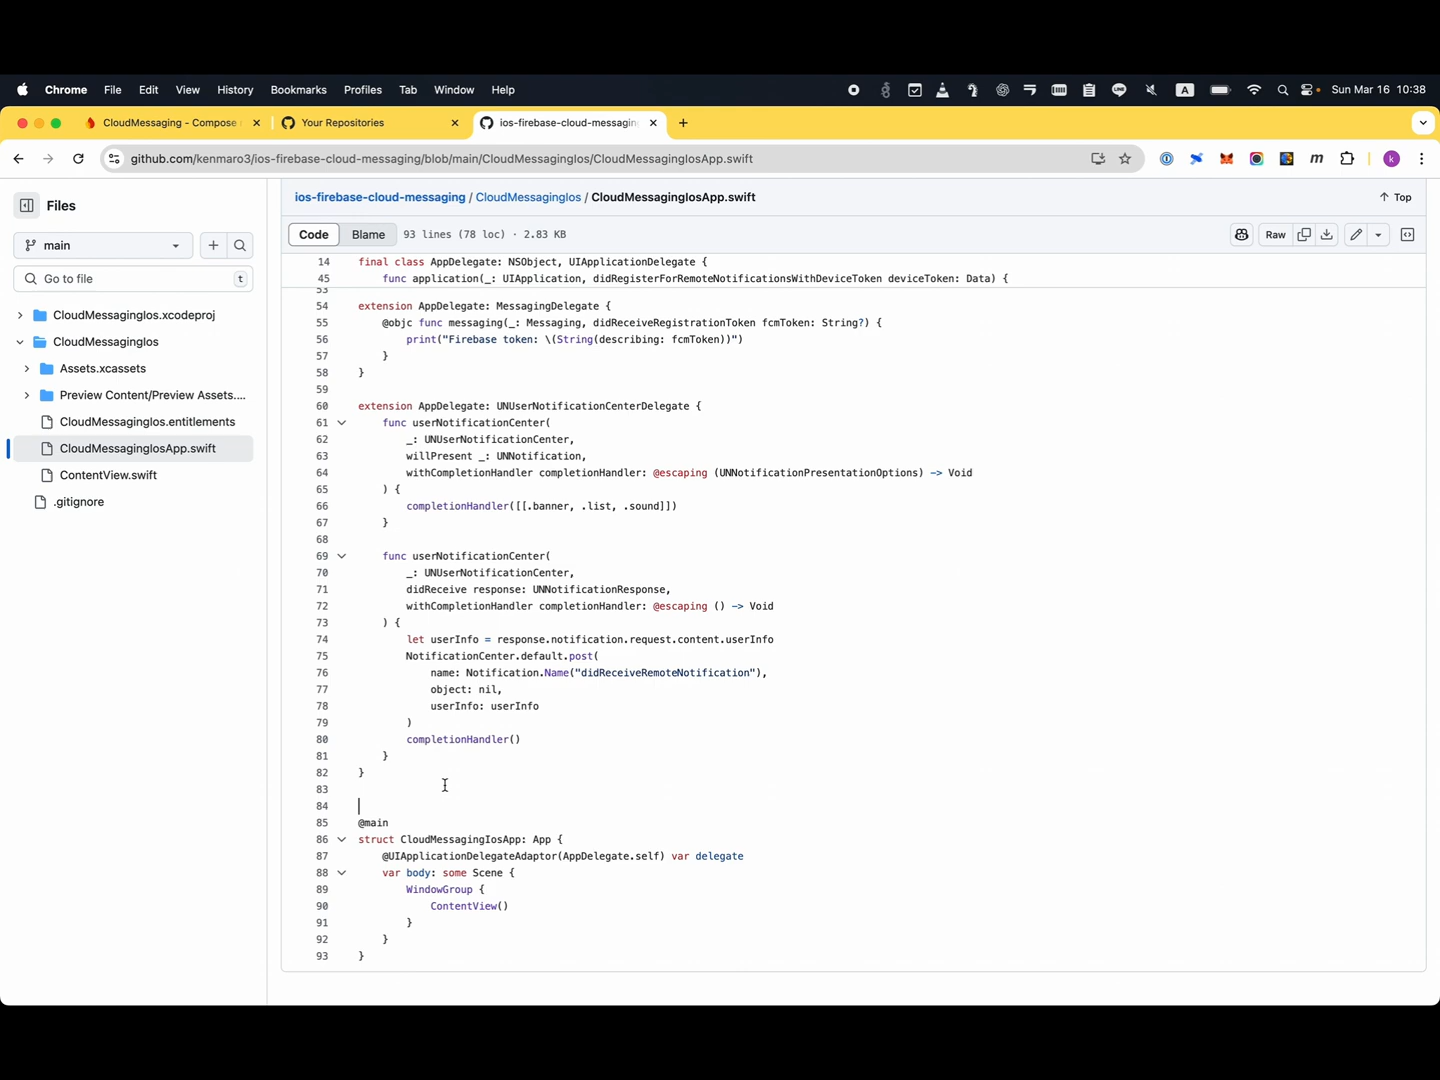 Chrome File Edit View History Bookmarks Profiles Tab Window Help A Sun Mar 16 10:38
CloudMessaging - Compose
Your Repositories
ios-firebase-cloud-messagin
github.com/kenmaro3/ios-firebase-cloud-messaging/blob/main/CloudMessagingIos/CloudMessagingIosApp.swift
m k
Files
main
Go to file t
CloudMessagingIos.xcodeproj
CloudMessagingIos
Assets.xcassets
Preview Content/Preview Assets....
CloudMessagingIos.entitlements
CloudMessagingIosApp.swift
ContentView.swift
.gitignore
ios-firebase-cloud-messaging / CloudMessagingIos / CloudMessagingIosApp.swift
Top
Code Blame 93 lines (78 loc) · 2.83 KB Raw
14 final class AppDelegate: NSObject, UIApplicationDelegate {
45 func application(_: UIApplication, didRegisterForRemoteNotificationsWithDeviceToken deviceToken: Data) {
53
54 extension AppDelegate: MessagingDelegate {
55 @objc func messaging(_: Messaging, didReceiveRegistrationToken fcmToken: String?) {
56 print("Firebase token: \(String(describing: fcmToken))")
57 }
58 }
59
60 extension AppDelegate: UNUserNotificationCenterDelegate {
61 func userNotificationCenter(
62 _: UNUserNotificationCenter,
63 willPresent _: UNNotification,
64 withCompletionHandler completionHandler: @escaping (UNNotificationPresentationOptions) -> Void
65 ) {
66 completionHandler([[.banner, .list, .sound]])
67 }
68
69 func userNotificationCenter(
70 _: UNUserNotificationCenter,
71 didReceive response: UNNotificationResponse,
72 withCompletionHandler completionHandler: @escaping () -> Void
73 ) {
74 let userInfo = response.notification.request.content.userInfo
75 NotificationCenter.default.post(
76 name: Notification.Name("didReceiveRemoteNotification"),
77 object: nil,
78 userInfo: userInfo
79 )
80 completionHandler()
81 }
82 }
83
84
85 @main
86 struct CloudMessagingIosApp: App {
87 @UIApplicationDelegateAdaptor(AppDelegate.self) var delegate
88 var body: some Scene {
89 WindowGroup {
90 ContentView()
91 }
92 }
93 }